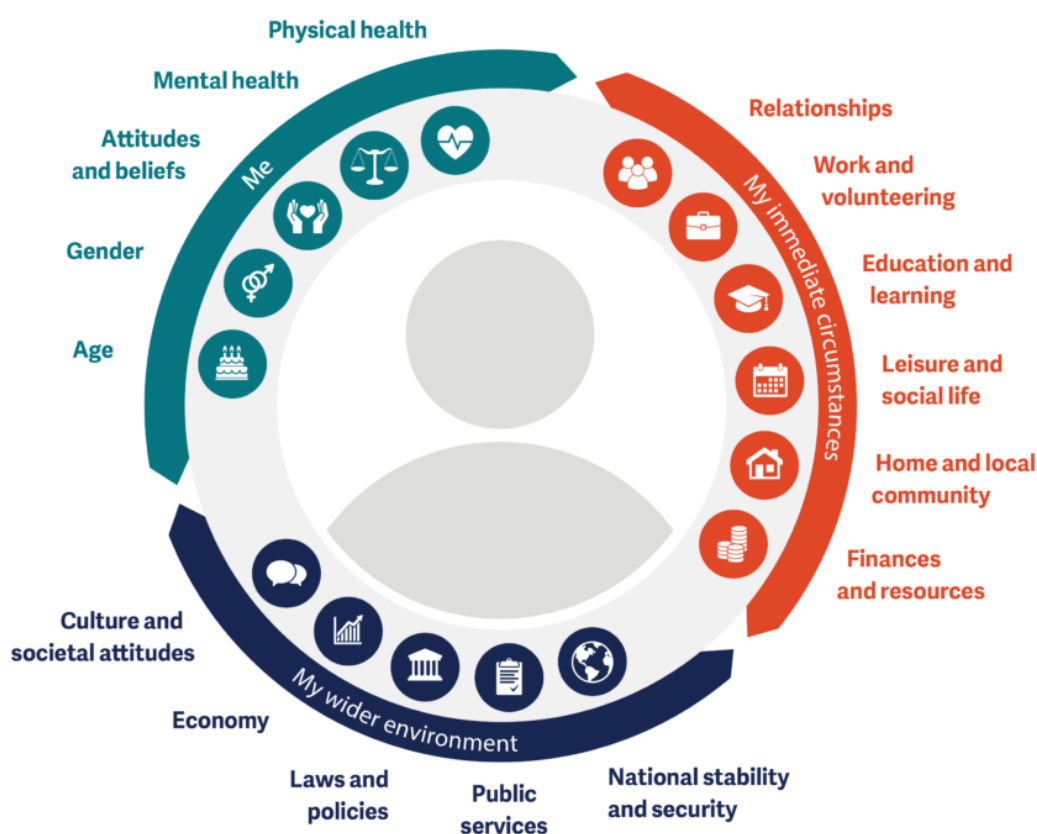 Physical health
Mental health
Attitudes
and beliefs
Gender
Age
Me
Relationships
Work and
volunteering
Education and
learning
Leisure and
social life
Home and local
community
Finances
and resources
My immediate circumstances
Culture and
societal attitudes
Economy
Laws and
policies
Public
services
National stability
and security
My wider environment